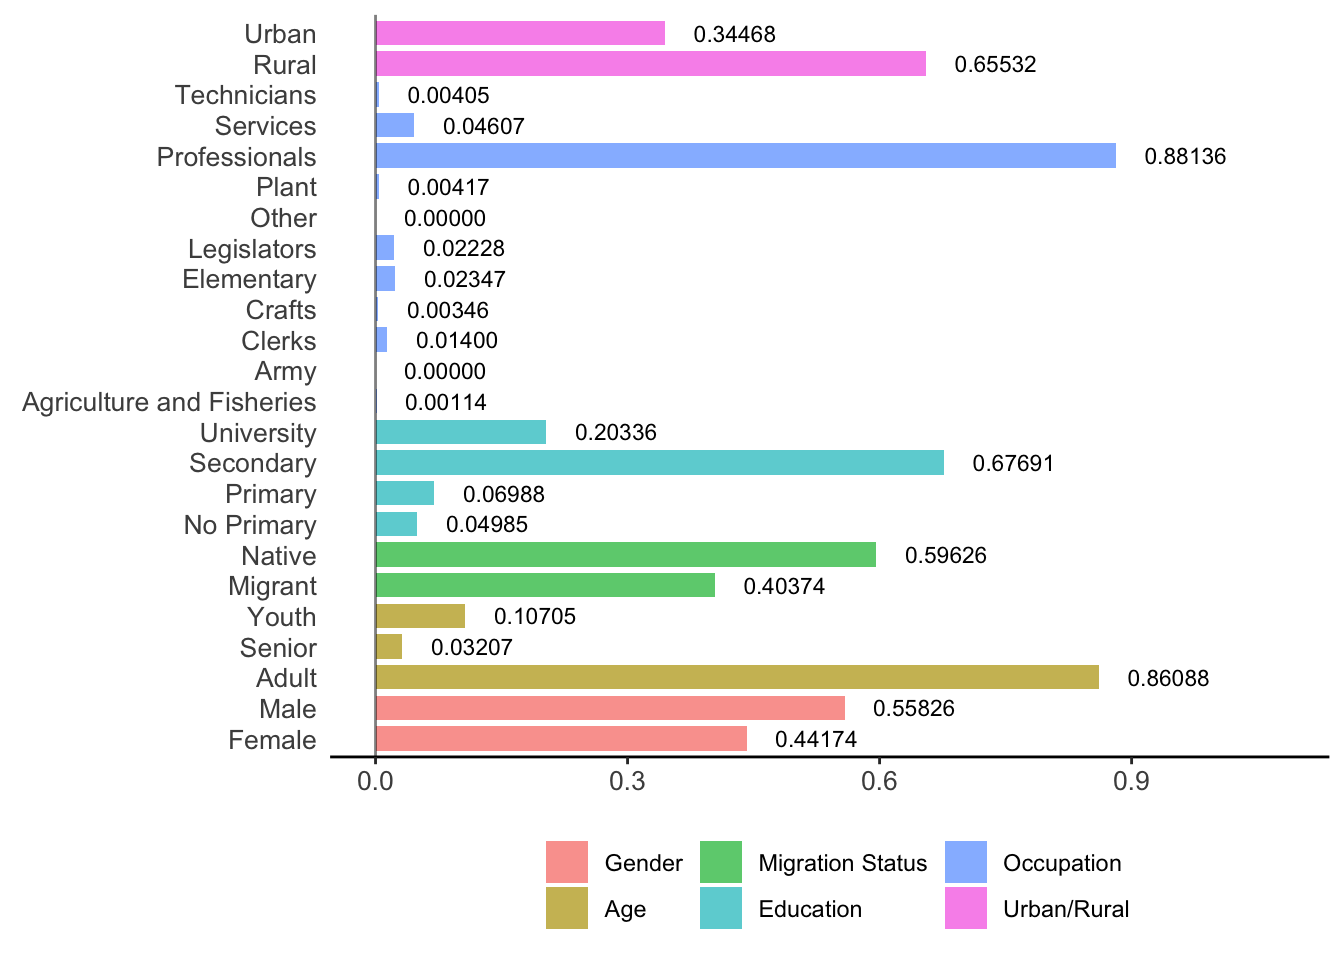 Urban 0.34468
Rural 0.65532
Technicians 0.00405
Services 0.04607
Professionals 0.88136
Plant 0.00417
Other 0.00000
Legislators 0.02228
Elementary 0.02347
Crafts 0.00346
Clerks 0.01400
Army 0.00000
Agriculture and Fisheries 0.00114
University 0.20336
Secondary 0.67691
Primary 0.06988
No Primary 0.04985
Native 0.59626
Migrant 0.40374
Youth 0.10705
Senior 0.03207
Adult 0.86088
Male 0.55826
Female 0.44174
0.0 0.3 0.6 0.9
Gender Migration Status Occupation
Age Education Urban/Rural